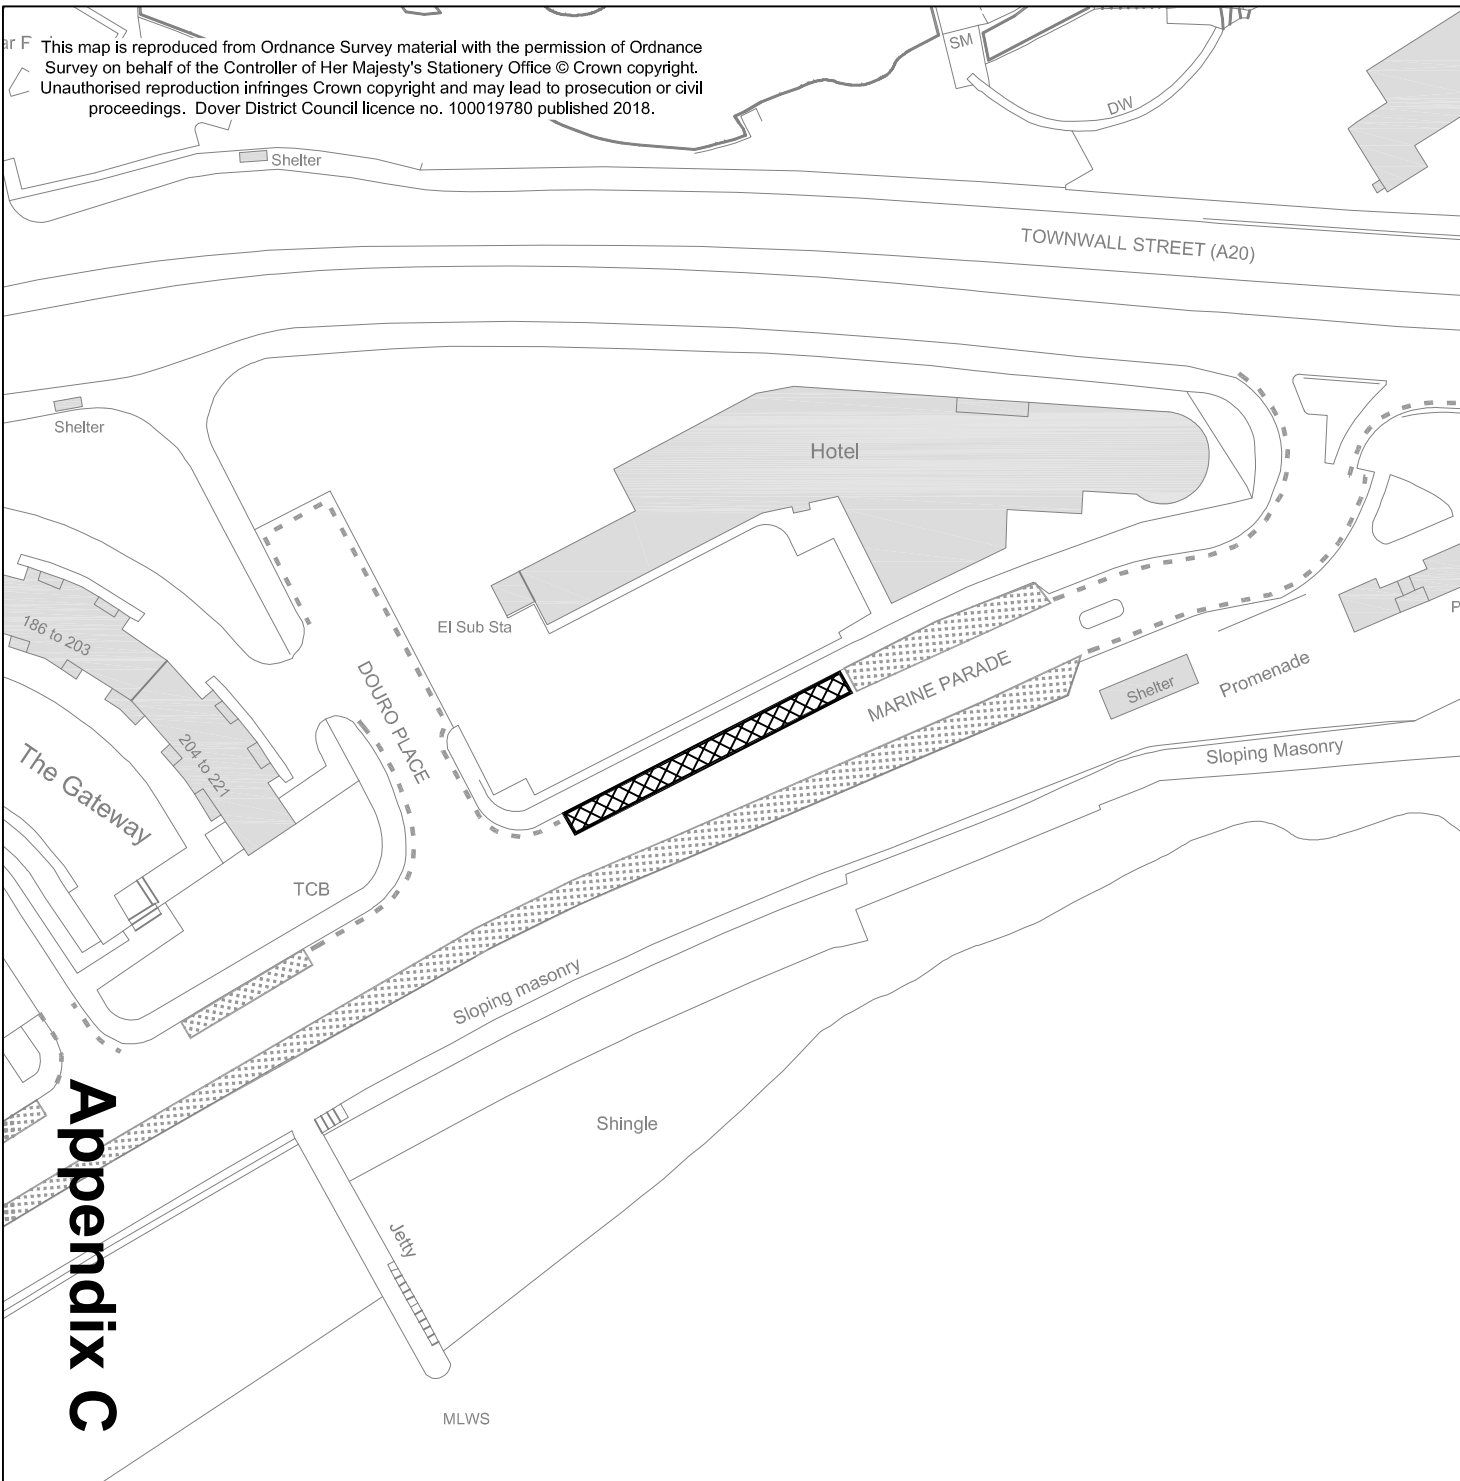 This map is reproduced from Ordnance Survey material with the permission of Ordnance
Survey on behalf of the Controller of Her Majesty's Stationery Office © Crown copyright.
Unauthorised reproduction infringes Crown copyright and may lead to prosecution or civil
proceedings. Dover District Council licence no. 100019780 published 2018.
SM
DW
Shelter
TOWNWALL STREET (A20)
Shelter
Hotel
186 to 203
El Sub Sta
DOURO PLACE
MARINE PARADE
Shelter
Promenade
204 to 221
The Gateway
Sloping Masonry
TCB
Sloping masonry
Shingle
Jetty
MLWS
Appendix C